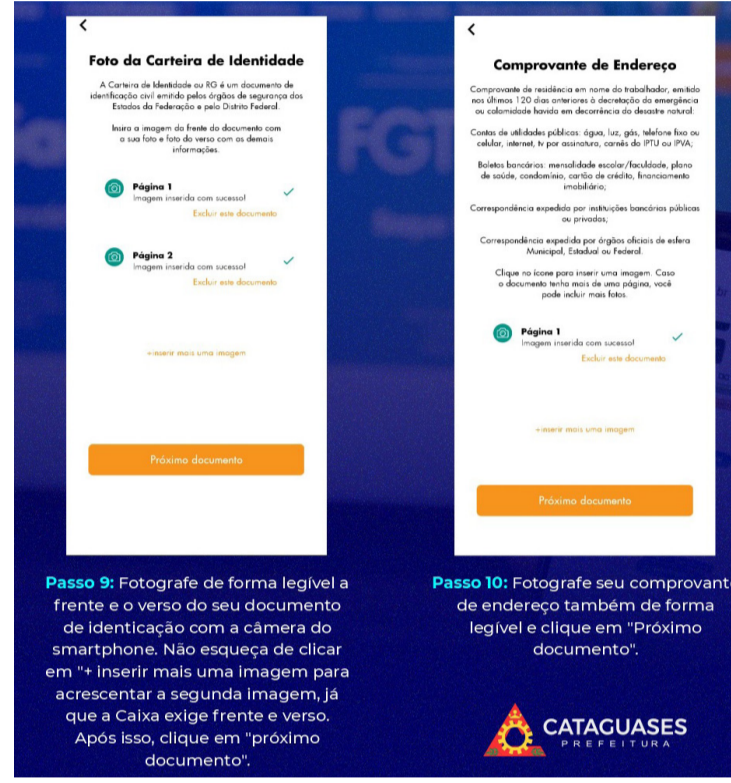 Foto da Carteira de Identidade
A Carteira de Identidade ou RG é um documento de
identificação civil emitido pelos órgãos de segurança dos
Estados da Federação e pelo Distrito Federal.
Insira a imagem da frente do documento com
a sua foto e foto do verso com as demais
informações.
Página 1
Imagem inserida com sucesso!
Excluir este documento
Página 2
Imagem inserida com sucesso!
Excluir este documento
+inserir mais uma imagem
Próximo documento
Passo 9: Fotografe de forma legível a
frente e o verso do seu documento
de identicação com a câmera do
smartphone. Não esqueça de clicar
em "+ inserir mais uma imagem para
acrescentar a segunda imagem, já
que a Caixa exige frente e verso.
Após isso, clique em "próximo
documento".
Comprovante de Endereço
Comprovante de residência em nome do trabalhador, emitido
nos últimos 120 dias anteriores à decretação da emergência
ou calamidade havida em decorrência do desastre natural:
Contas de utilidades públicas: água, luz, gás, telefone fixo ou
celular, internet, tv por assinatura, carnês do IPTU ou IPVA;
Boletos bancários: mensalidade escolar/faculdade, plano
de saúde, condomínio, cartão de crédito, financiamento
imobiliário;
Correspondência expedida por instituições bancárias públicas
ou privadas;
Correspondência expedida por órgãos oficiais de esfera
Municipal, Estadual ou Federal.
Clique no ícone para inserir uma imagem. Caso
o documento tenha mais de uma página, você
pode incluir mais fotos.
Página 1
Imagem inserida com sucesso!
Excluir este documento
+inserir mais uma imagem
Próximo documento
Passo 10: Fotografe seu comprovante
de endereço também de forma
legível e clique em "Próximo
documento".
CATAGUASES
PREFEITURA
FGT